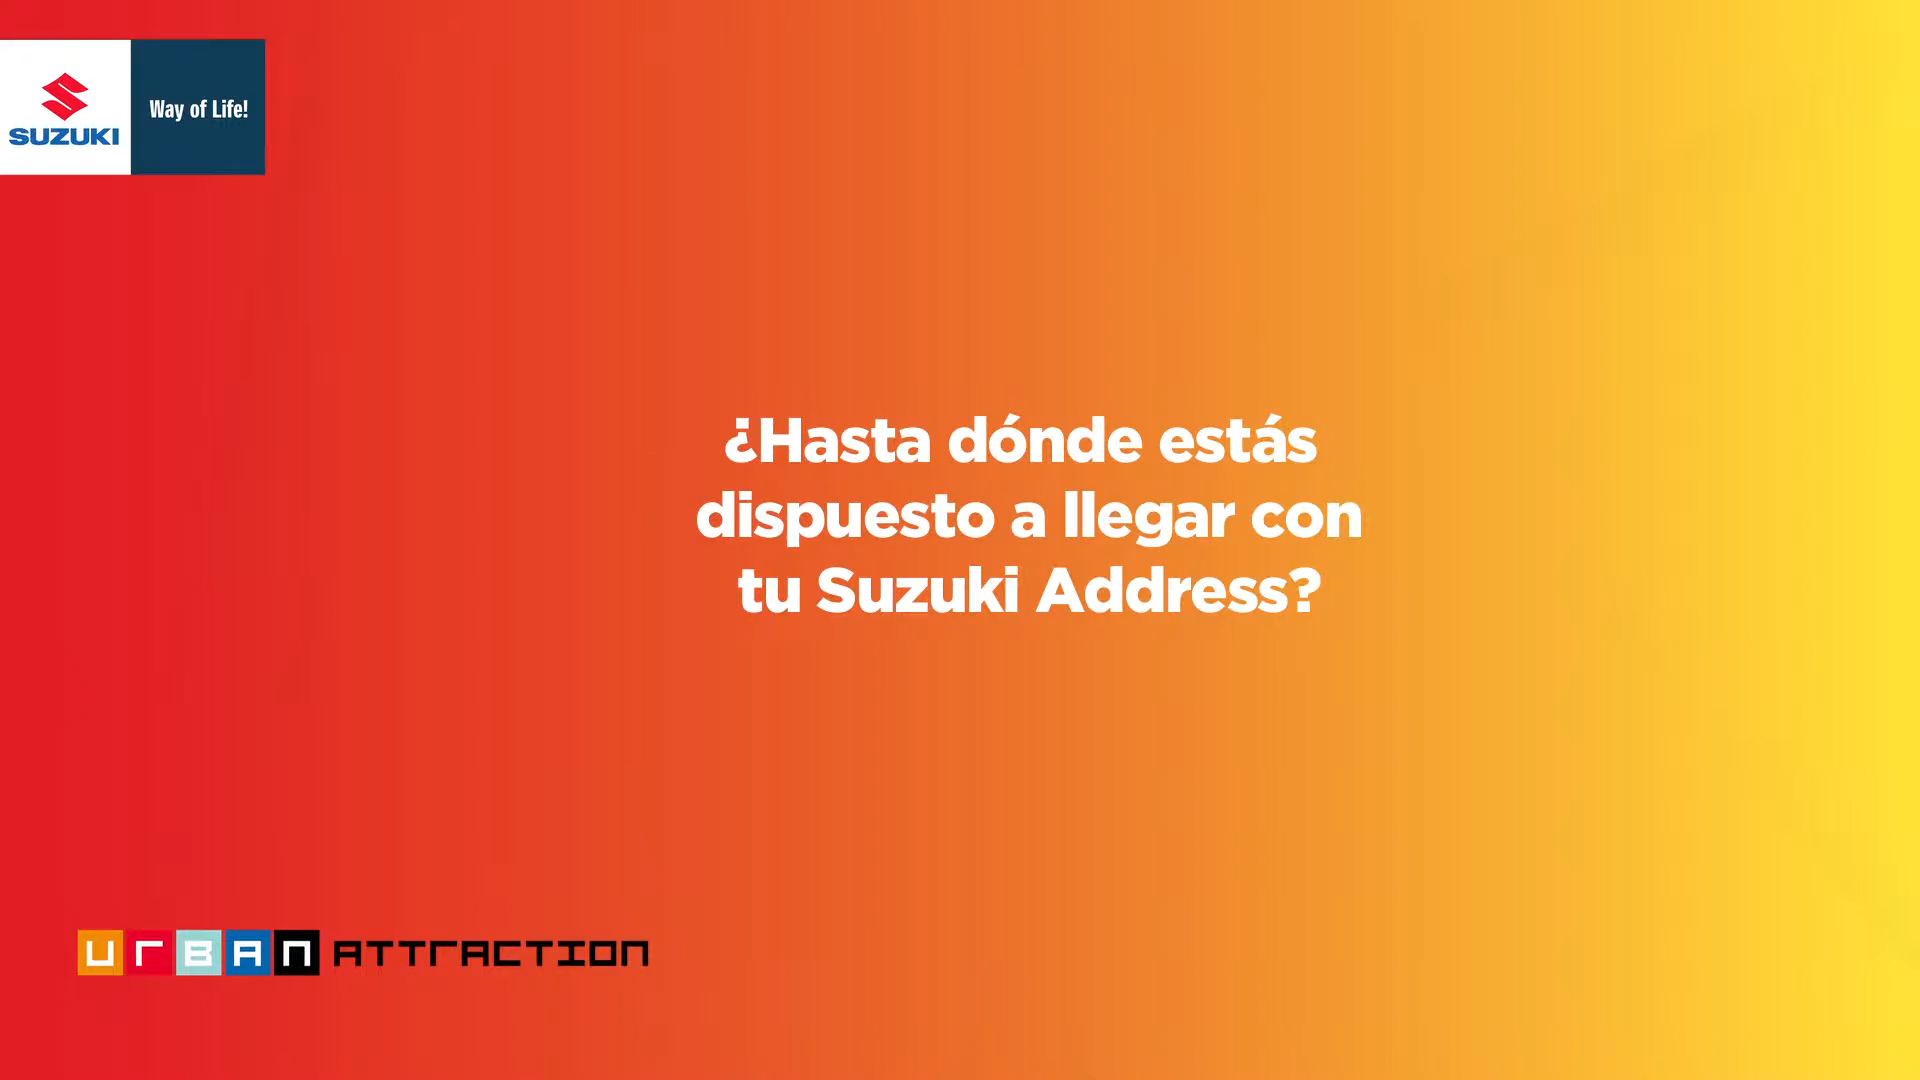 SUZUKI
Way of Life!
¿Hasta dónde estás
dispuesto a llegar con
tu Suzuki Address?
URBAN ATTRACTION